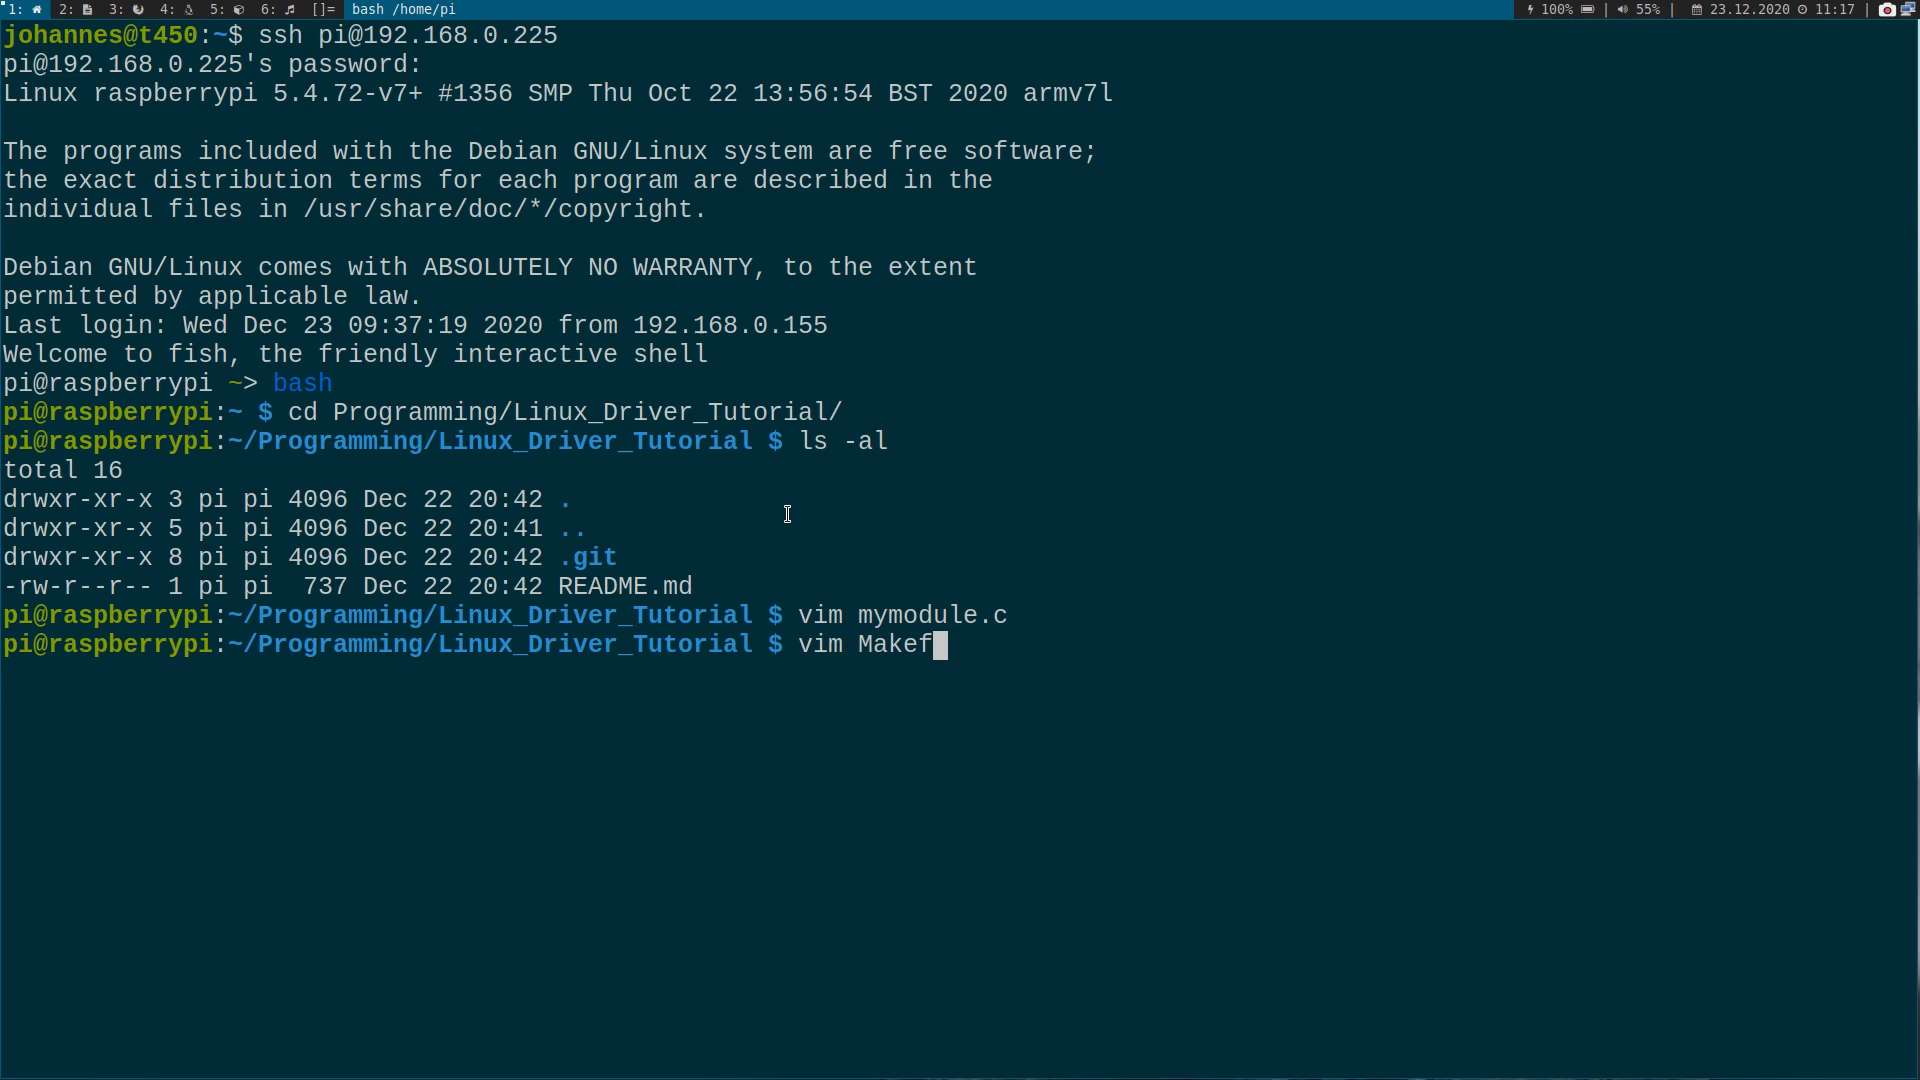 1: 2: 3: 4: 5: 6: []= bash /home/pi 100% | 55% | 23.12.2020 11:17 |
johannes@t450:~$ ssh pi@192.168.0.225
pi@192.168.0.225's password:
Linux raspberrypi 5.4.72-v7+ #1356 SMP Thu Oct 22 13:56:54 BST 2020 armv7l
The programs included with the Debian GNU/Linux system are free software;
the exact distribution terms for each program are described in the
individual files in /usr/share/doc/*/copyright.
Debian GNU/Linux comes with ABSOLUTELY NO WARRANTY, to the extent
permitted by applicable law.
Last login: Wed Dec 23 09:37:19 2020 from 192.168.0.155
Welcome to fish, the friendly interactive shell
pi@raspberrypi ~> bash
pi@raspberrypi:~ $ cd Programming/Linux_Driver_Tutorial/
pi@raspberrypi:~/Programming/Linux_Driver_Tutorial $ ls -al
total 16
drwxr-xr-x 3 pi pi 4096 Dec 22 20:42 .
drwxr-xr-x 5 pi pi 4096 Dec 22 20:41 ..
drwxr-xr-x 8 pi pi 4096 Dec 22 20:42 .git
-rw-r--r-- 1 pi pi  737 Dec 22 20:42 README.md
pi@raspberrypi:~/Programming/Linux_Driver_Tutorial $ vim mymodule.c
pi@raspberrypi:~/Programming/Linux_Driver_Tutorial $ vim Makef